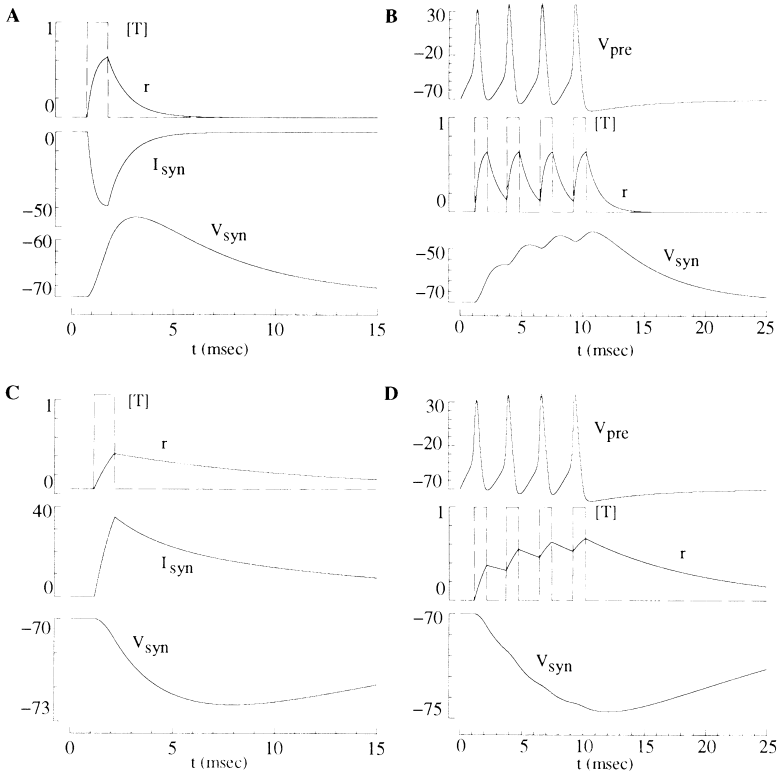 A
1
[T]
r
0
0
I syn
−50
−60
V syn
−70
0 5 10 15
t (msec)
B
30
V pre
−20
−70
1
[T]
0
r
−50
V syn
−70
0 5 10 15 20 25
t (msec)
C
1
[T]
r
0
40
I syn
0
−70
V syn
−73
0 5 10 15
t (msec)
D
30
V pre
−20
−70
1
[T]
r
0
−70
V syn
−75
0 5 10 15 20 25
t (msec)